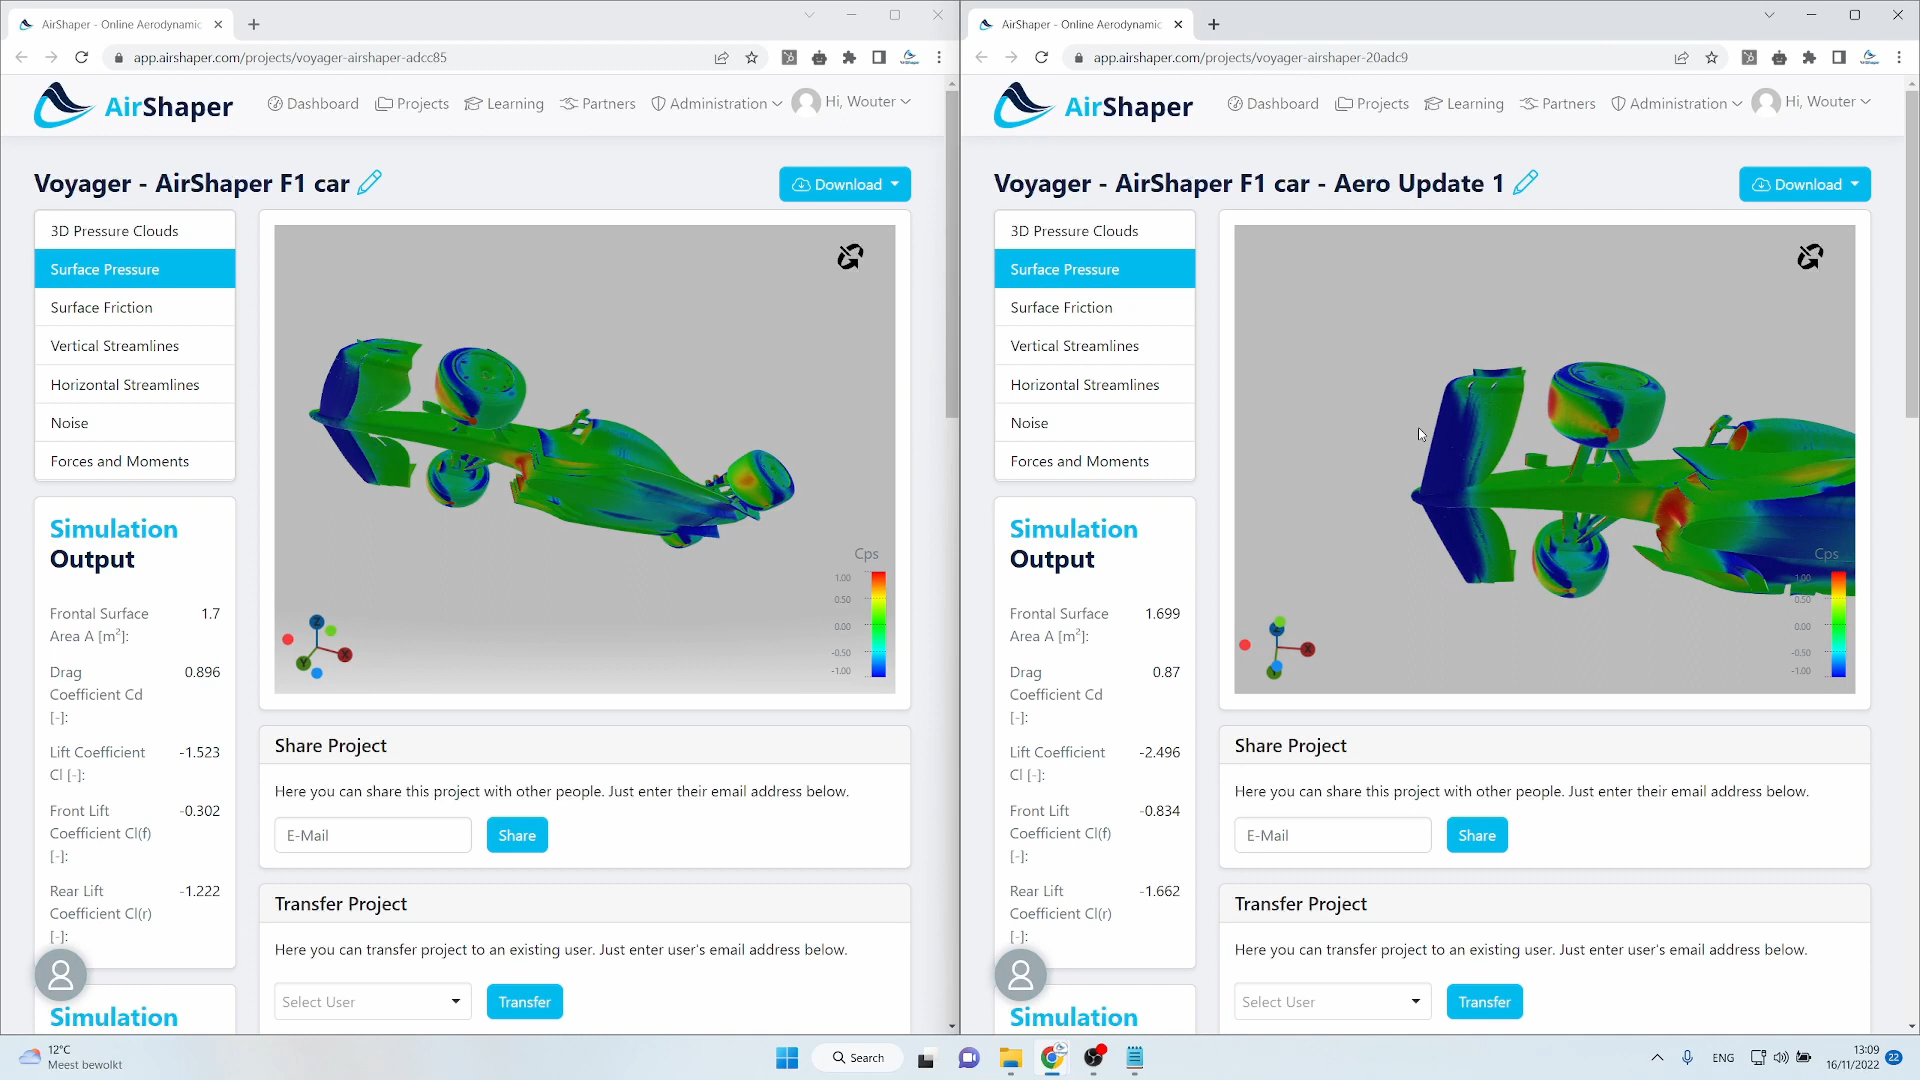 AirShaper - Online Aerodynamic
app.airshaper.com/projects/voyager-airshaper-adcc85
AirShaper
Dashboard
Projects
Learning
Partners
Administration
Hi, Wouter
Voyager - AirShaper F1 car
Download
3D Pressure Clouds
Surface Pressure
Surface Friction
Vertical Streamlines
Horizontal Streamlines
Noise
Forces and Moments
Cps
1.00
0.50
0.00
-0.50
-1.00
Z
Y
X
Simulation
Output
Frontal Surface 1.7
Area A [m²]:
Drag 0.896
Coefficient Cd
[-]:
Lift Coefficient -1.523
Cl [-]:
Front Lift -0.302
Coefficient Cl(f)
[-]:
Rear Lift -1.222
Coefficient Cl(r)
[-]:
Simulation
Share Project
Here you can share this project with other people. Just enter their email address below.
E-Mail
Share
Transfer Project
Here you can transfer project to an existing user. Just enter user's email address below.
Select User
Transfer
AirShaper - Online Aerodynamic
app.airshaper.com/projects/voyager-airshaper-20adc9
AirShaper
Dashboard
Projects
Learning
Partners
Administration
Hi, Wouter
Voyager - AirShaper F1 car - Aero Update 1
Download
3D Pressure Clouds
Surface Pressure
Surface Friction
Vertical Streamlines
Horizontal Streamlines
Noise
Forces and Moments
Cps
1.00
0.50
0.00
-0.50
-1.00
Z
X
Simulation
Output
Frontal Surface 1.699
Area A [m²]:
Drag 0.87
Coefficient Cd
[-]:
Lift Coefficient -2.496
Cl [-]:
Front Lift -0.834
Coefficient Cl(f)
[-]:
Rear Lift -1.662
Coefficient Cl(r)
[-]:
Simulation
Share Project
Here you can share this project with other people. Just enter their email address below.
E-Mail
Share
Transfer Project
Here you can transfer project to an existing user. Just enter user's email address below.
Select User
Transfer
12°C
Meest bewolkt
Search
ENG
13:09
16/11/2022
22